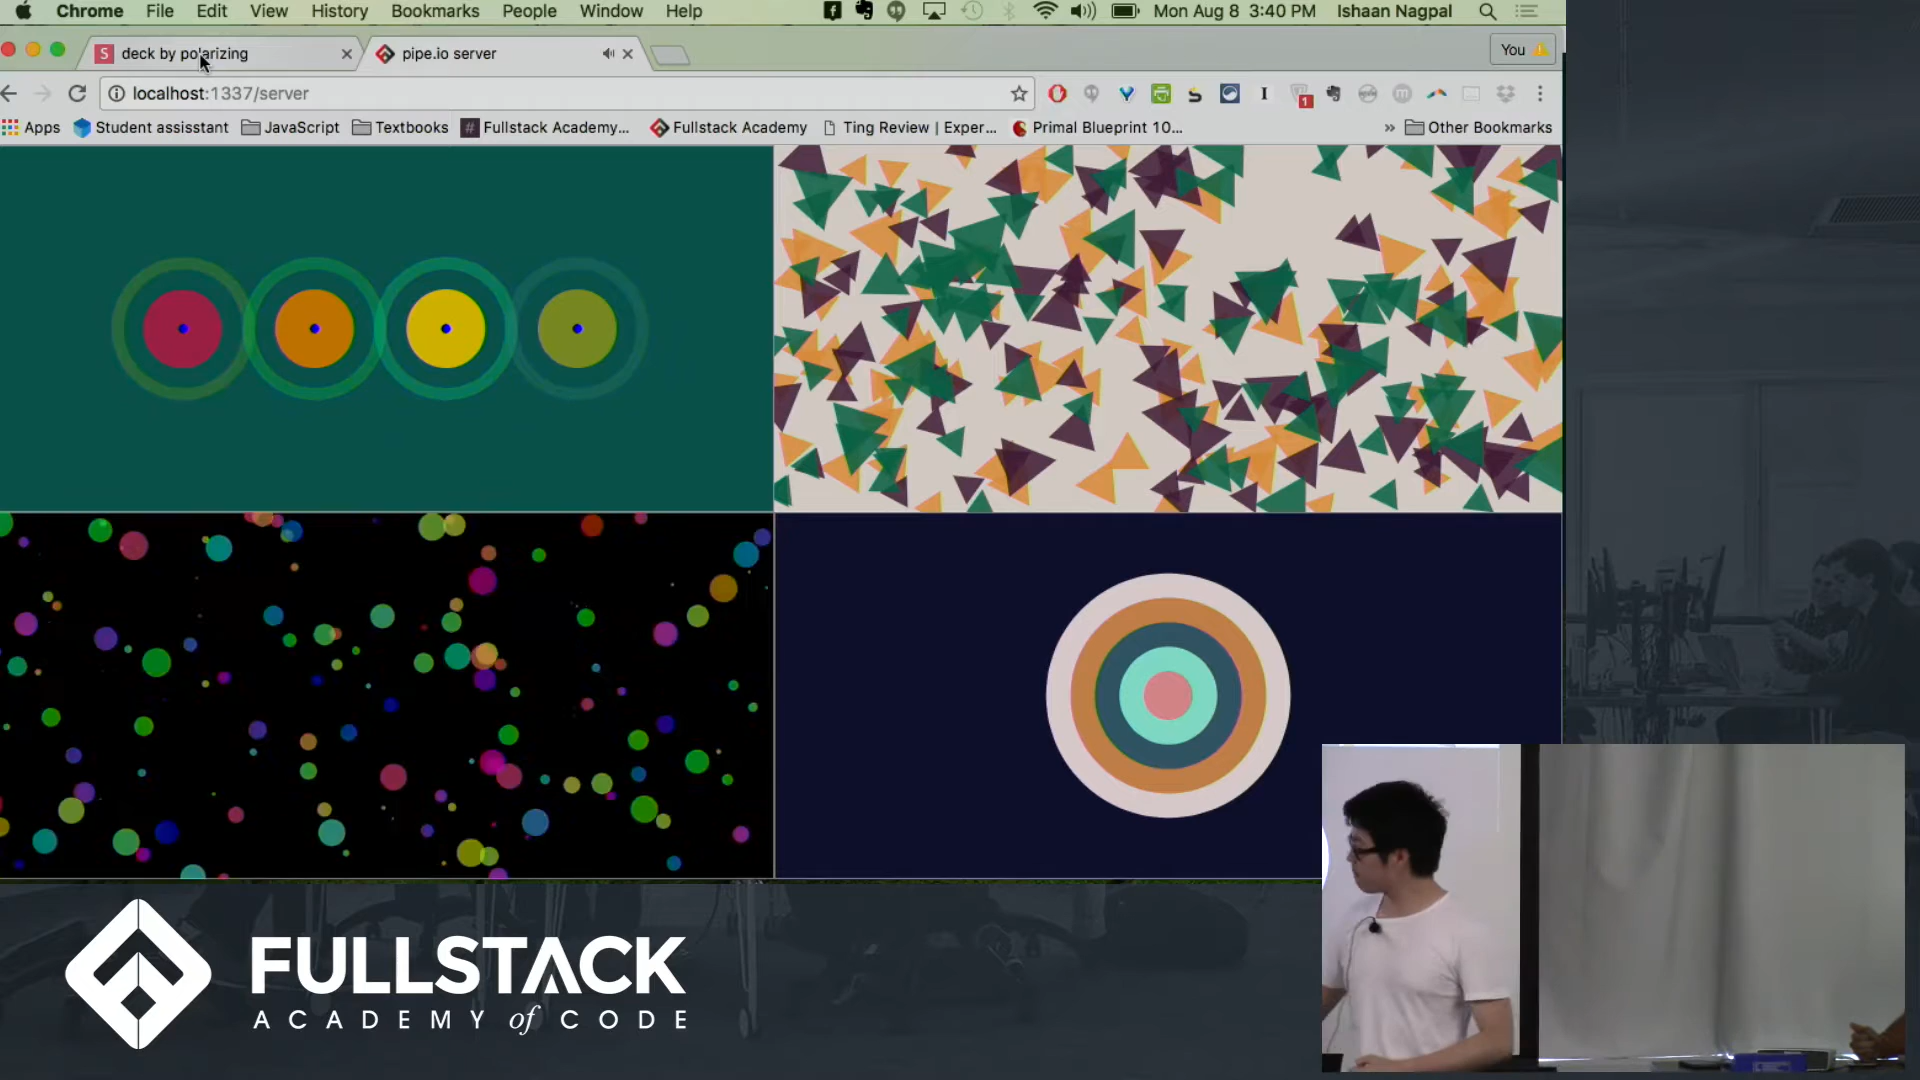 Chrome File Edit View History Bookmarks People Window Help Mon Aug 8 3:40 PM Ishaan Nagpal
S deck by polarizing pipe.io server You
localhost:1337/server 1
Apps Student assisstant JavaScript Textbooks # Fullstack Academy... Fullstack Academy Ting Review | Exper... Primal Blueprint 10... » Other Bookmarks
FULLSTACK
ACADEMY of CODE